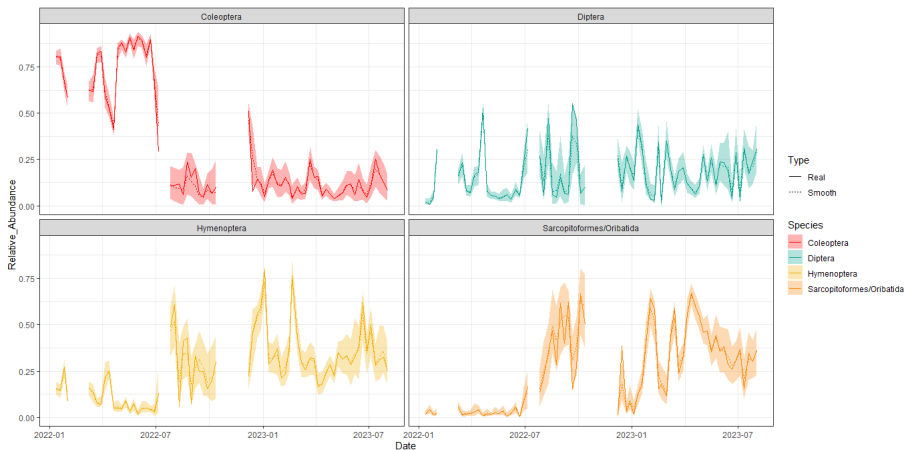 Coleoptera
Diptera
0.75
0.50
0.25
0.00
Relative_Abundance
Hymenoptera
Sarcopitoformes/Oribatida
0.75
0.50
0.25
0.00
2022-01
2022-07
2023-01
2023-07
2022-01
2022-07
2023-01
2023-07
Date
Type
Real
Smooth
Species
Coleoptera
Diptera
Hymenoptera
Sarcopitoformes/Oribatida